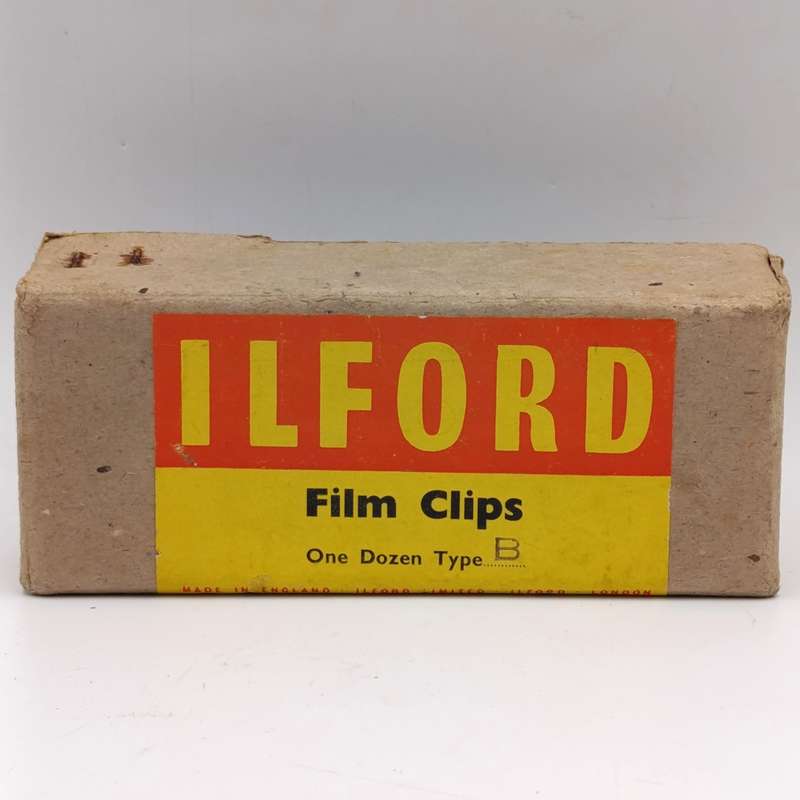 ILFORD
Film Clips
One Dozen Type B
MADE IN ENGLAND ILFORD LIMITED ILFORD LONDON